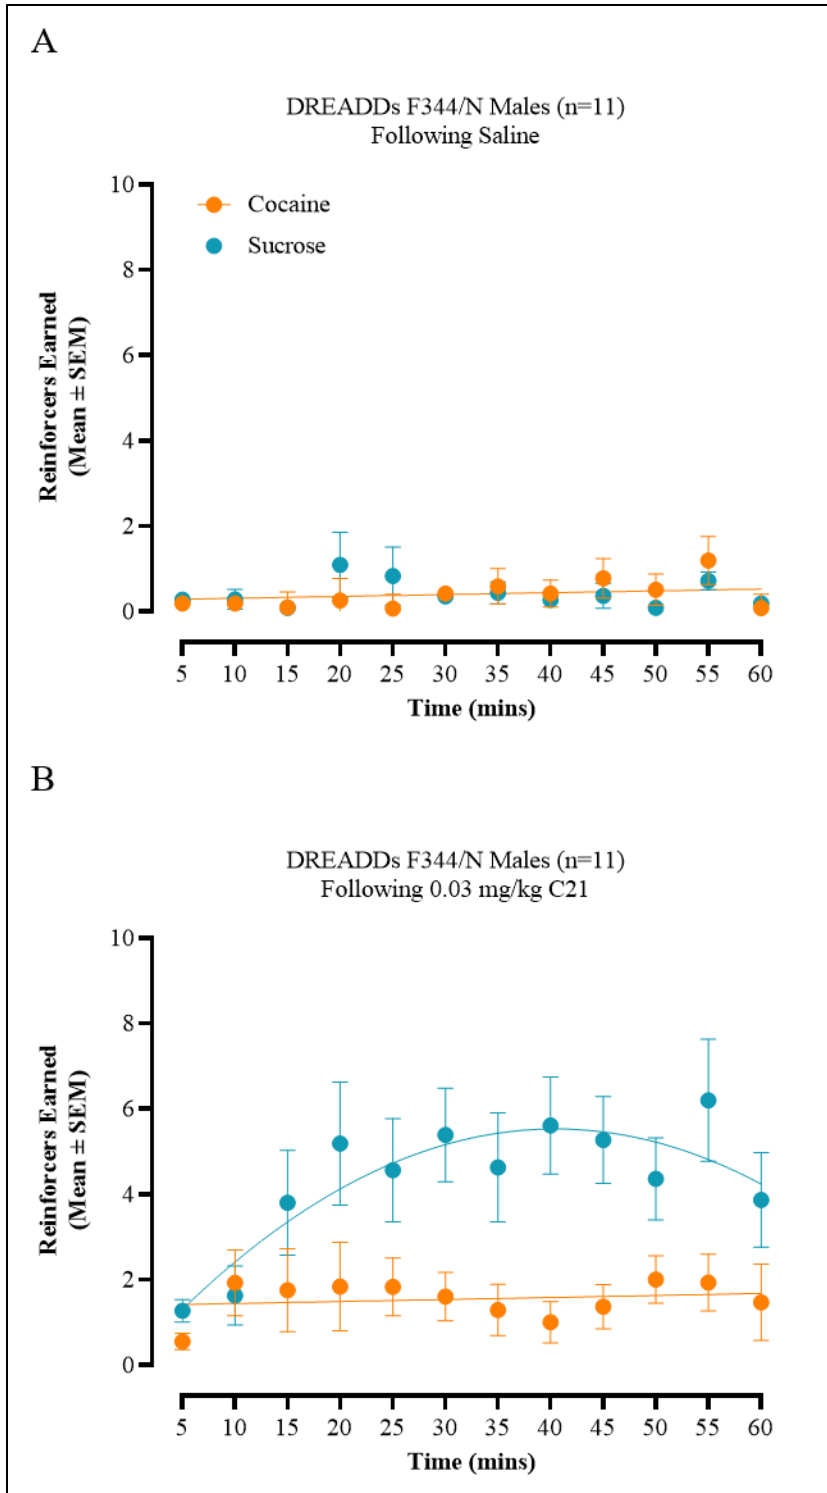 A
DREADDs F344/N Males (n=11)
Following Saline
Cocaine
Sucrose
10
8
6
4
2
0
Reinforcers Earned
(Mean ± SEM)
5 10 15 20 25 30 35 40 45 50 55 60
Time (mins)
B
DREADDs F344/N Males (n=11)
Following 0.03 mg/kg C21
10
8
6
4
2
0
Reinforcers Earned
(Mean ± SEM)
5 10 15 20 25 30 35 40 45 50 55 60
Time (mins)